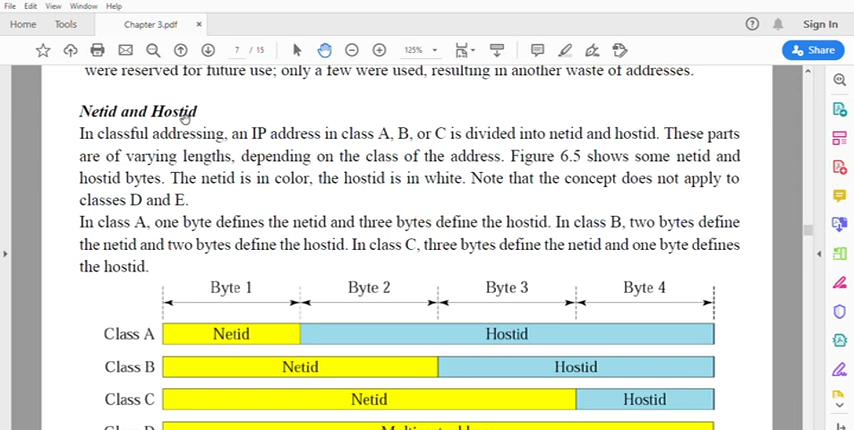 File Edit View Window Help
Home Tools Chapter 3.pdf × ? Sign In
7 / 15 125% Share
were reserved for future use; only a few were used, resulting in another waste of addresses.
Netid and Hostid
In classful addressing, an IP address in class A, B, or C is divided into netid and hostid. These parts
are of varying lengths, depending on the class of the address. Figure 6.5 shows some netid and
hostid bytes. The netid is in color, the hostid is in white. Note that the concept does not apply to
classes D and E.
In class A, one byte defines the netid and three bytes define the hostid. In class B, two bytes define
the netid and two bytes define the hostid. In class C, three bytes define the netid and one byte defines
the hostid.
Byte 1 Byte 2 Byte 3 Byte 4
Class A Netid Hostid
Class B Netid Hostid
Class C Netid Hostid